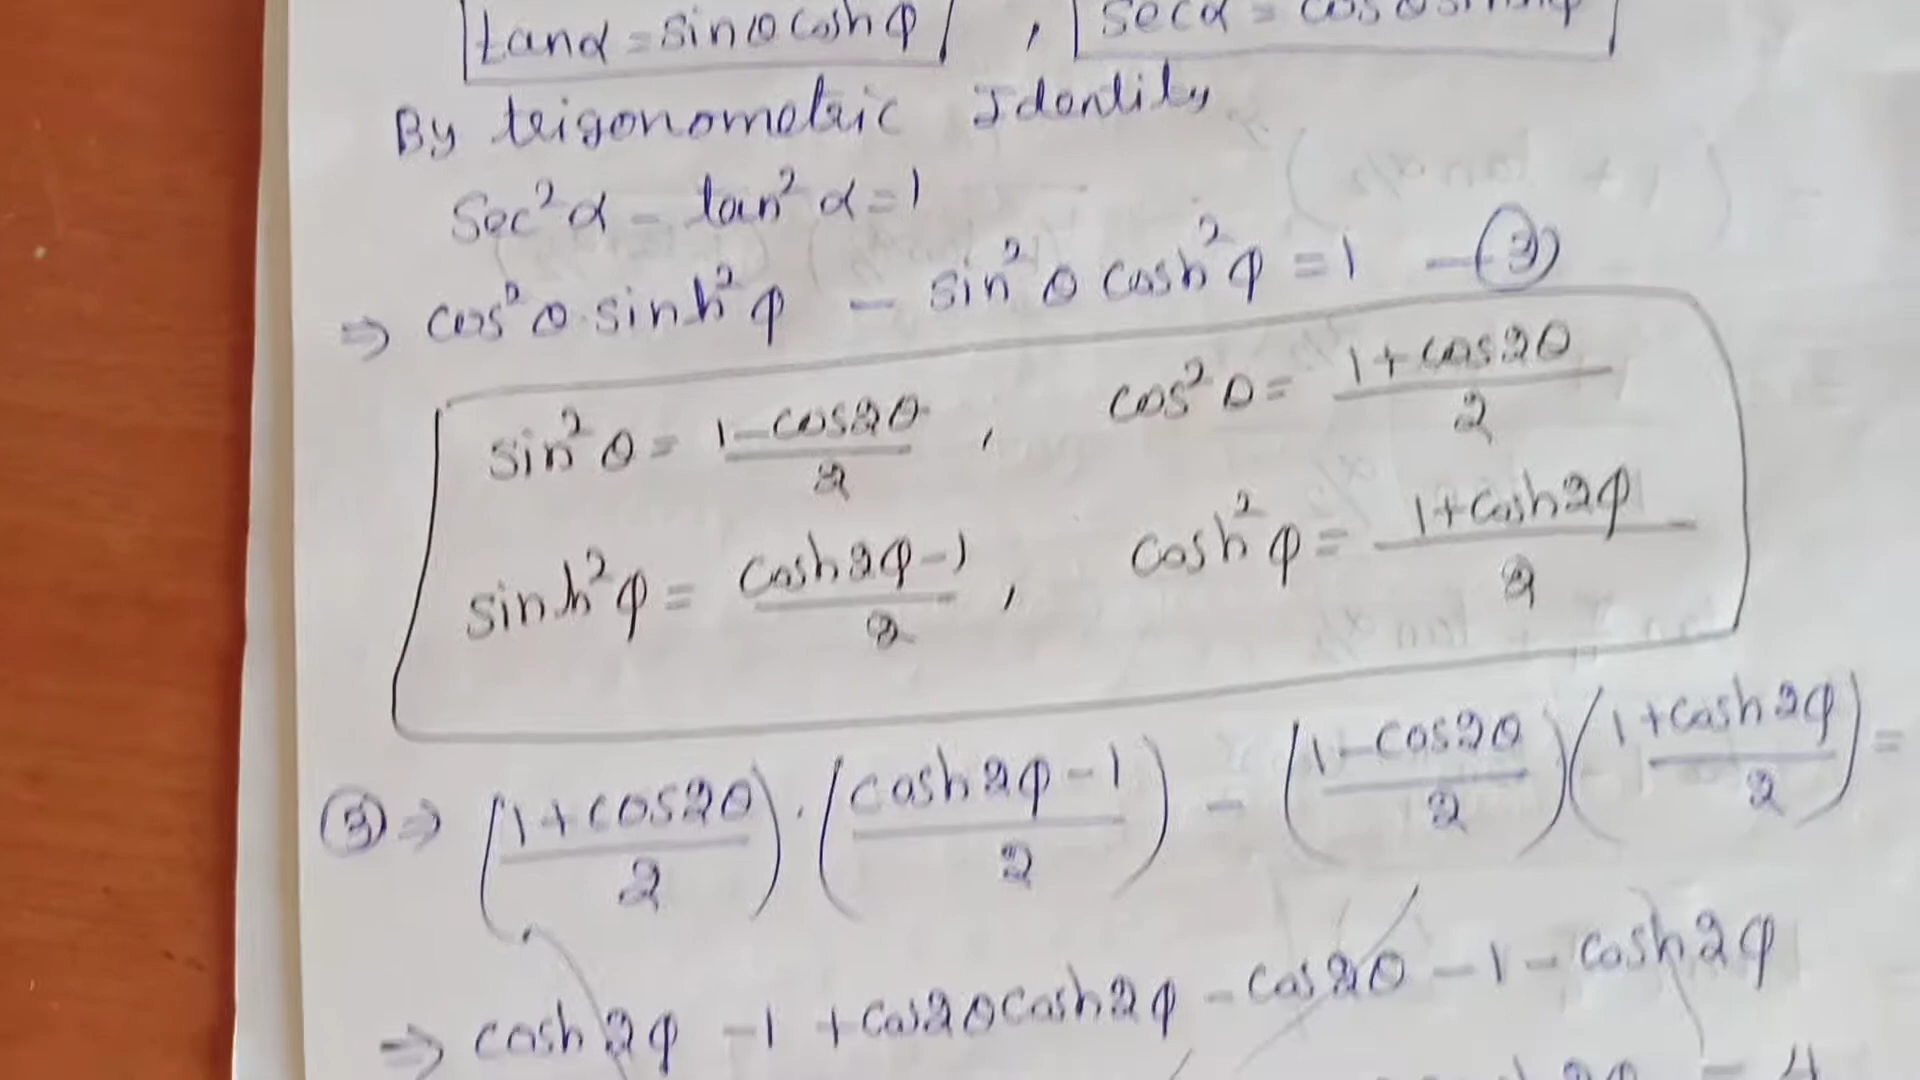 tanα = sinθ coshφ , secα = cosθ sinhφ
By trigonometric Identity
Sec²α - tan²α = 1
⇒ cos²θ · sinh²φ - sin²θ cosh²φ = 1 - ③
sin²θ = (1 - cos2θ)/2 , cos²θ = (1 + cos2θ)/2
sinh²φ = (cosh2φ - 1)/2 , cosh²φ = (1 + cosh2φ)/2
③ ⇒ ((1 + cos2θ)/2) · ((cosh2φ - 1)/2) - ((1 - cos2θ)/2)((1 + cosh2φ)/2) =
⇒ cosh2φ - 1 + cos2θ cosh2φ - cos2θ - 1 - cosh2φ
= 4